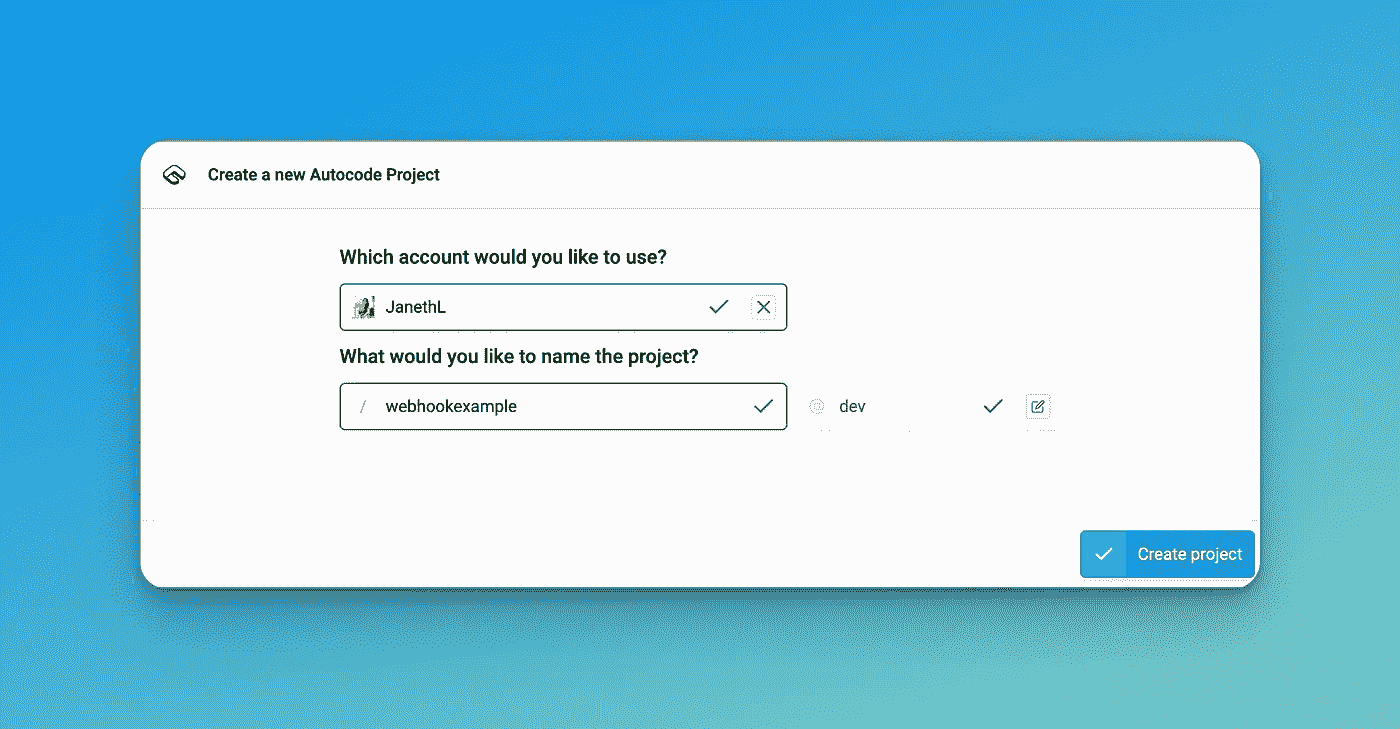 Create a new Autocode Project
Which account would you like to use?
JanethL
What would you like to name the project?
/ webhookexample @ dev
Create project